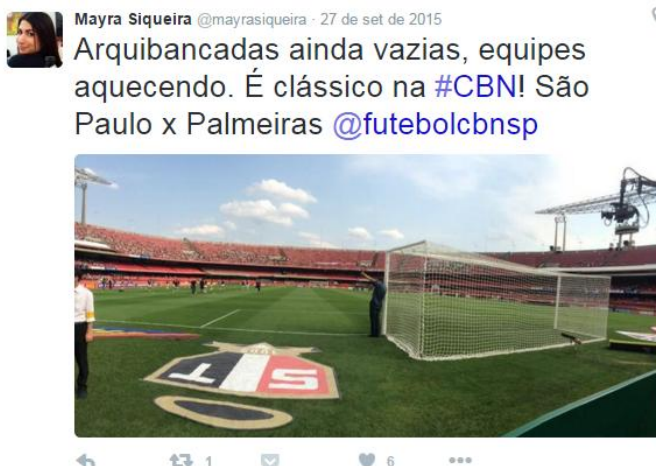 Mayra Siqueira @mayrasiqueira · 27 de set de 2015
Arquibancadas ainda vazias, equipes
aquecendo. É clássico na #CBN! São
Paulo x Palmeiras @futebolcbnsp
1 6